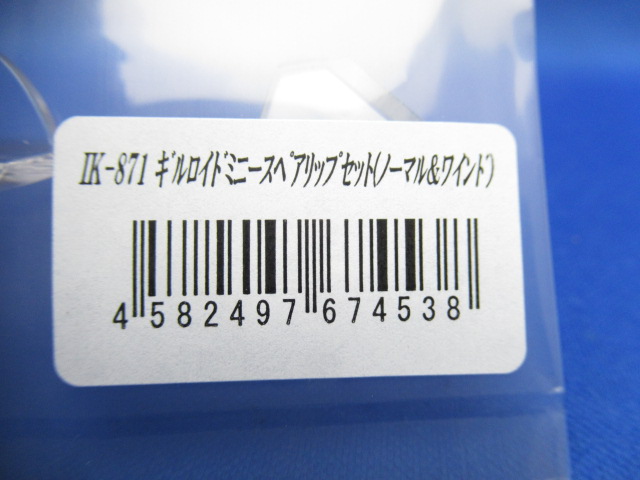 IK-871 ｷﾞﾙﾛｲﾄﾞﾐﾆｰｽﾍﾟｱﾘｯﾌﾟｾｯﾄ(ﾉｰﾏﾙ&ﾜｲﾝﾄﾞ)
4 582497 674538